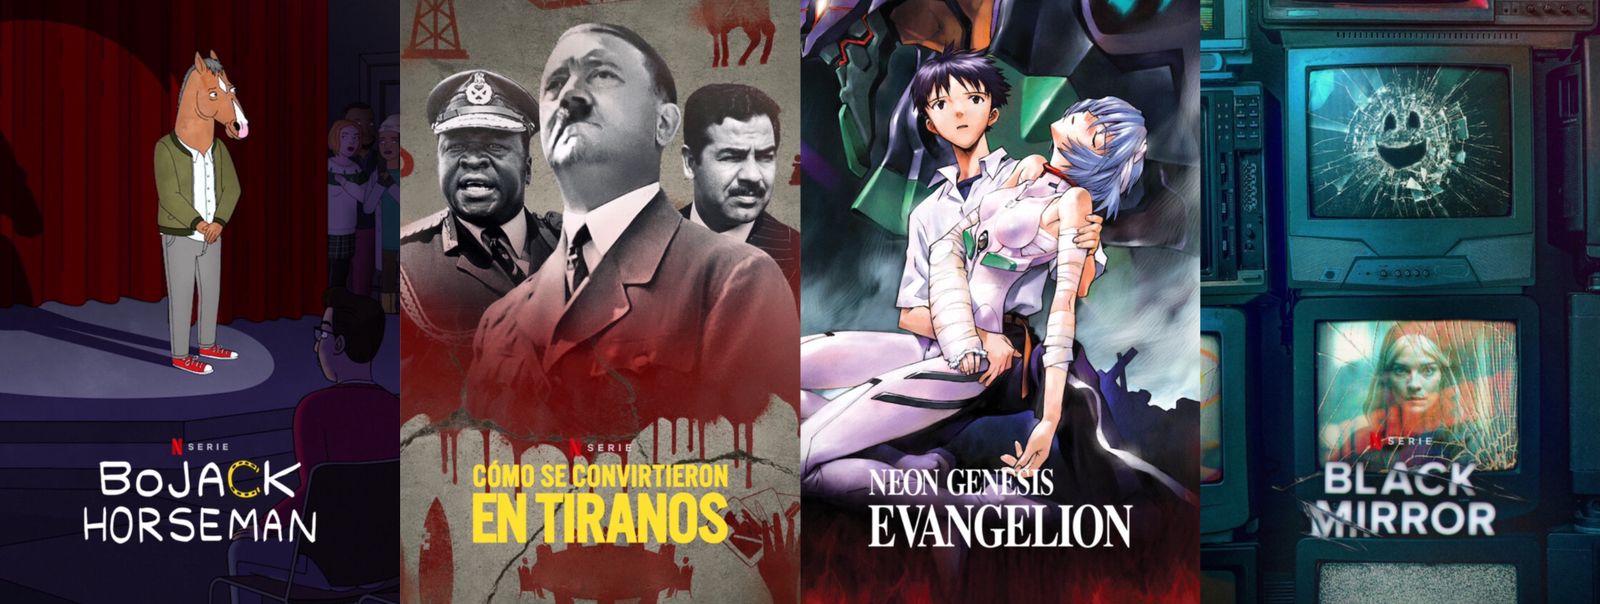 N SERIE
BOJACK
HORSEMAN
N SERIE
CÓMO SE CONVIRTIERON
EN TIRANOS
NEON GENESIS
EVANGELION
N SERIE
BLACK
MIRROR